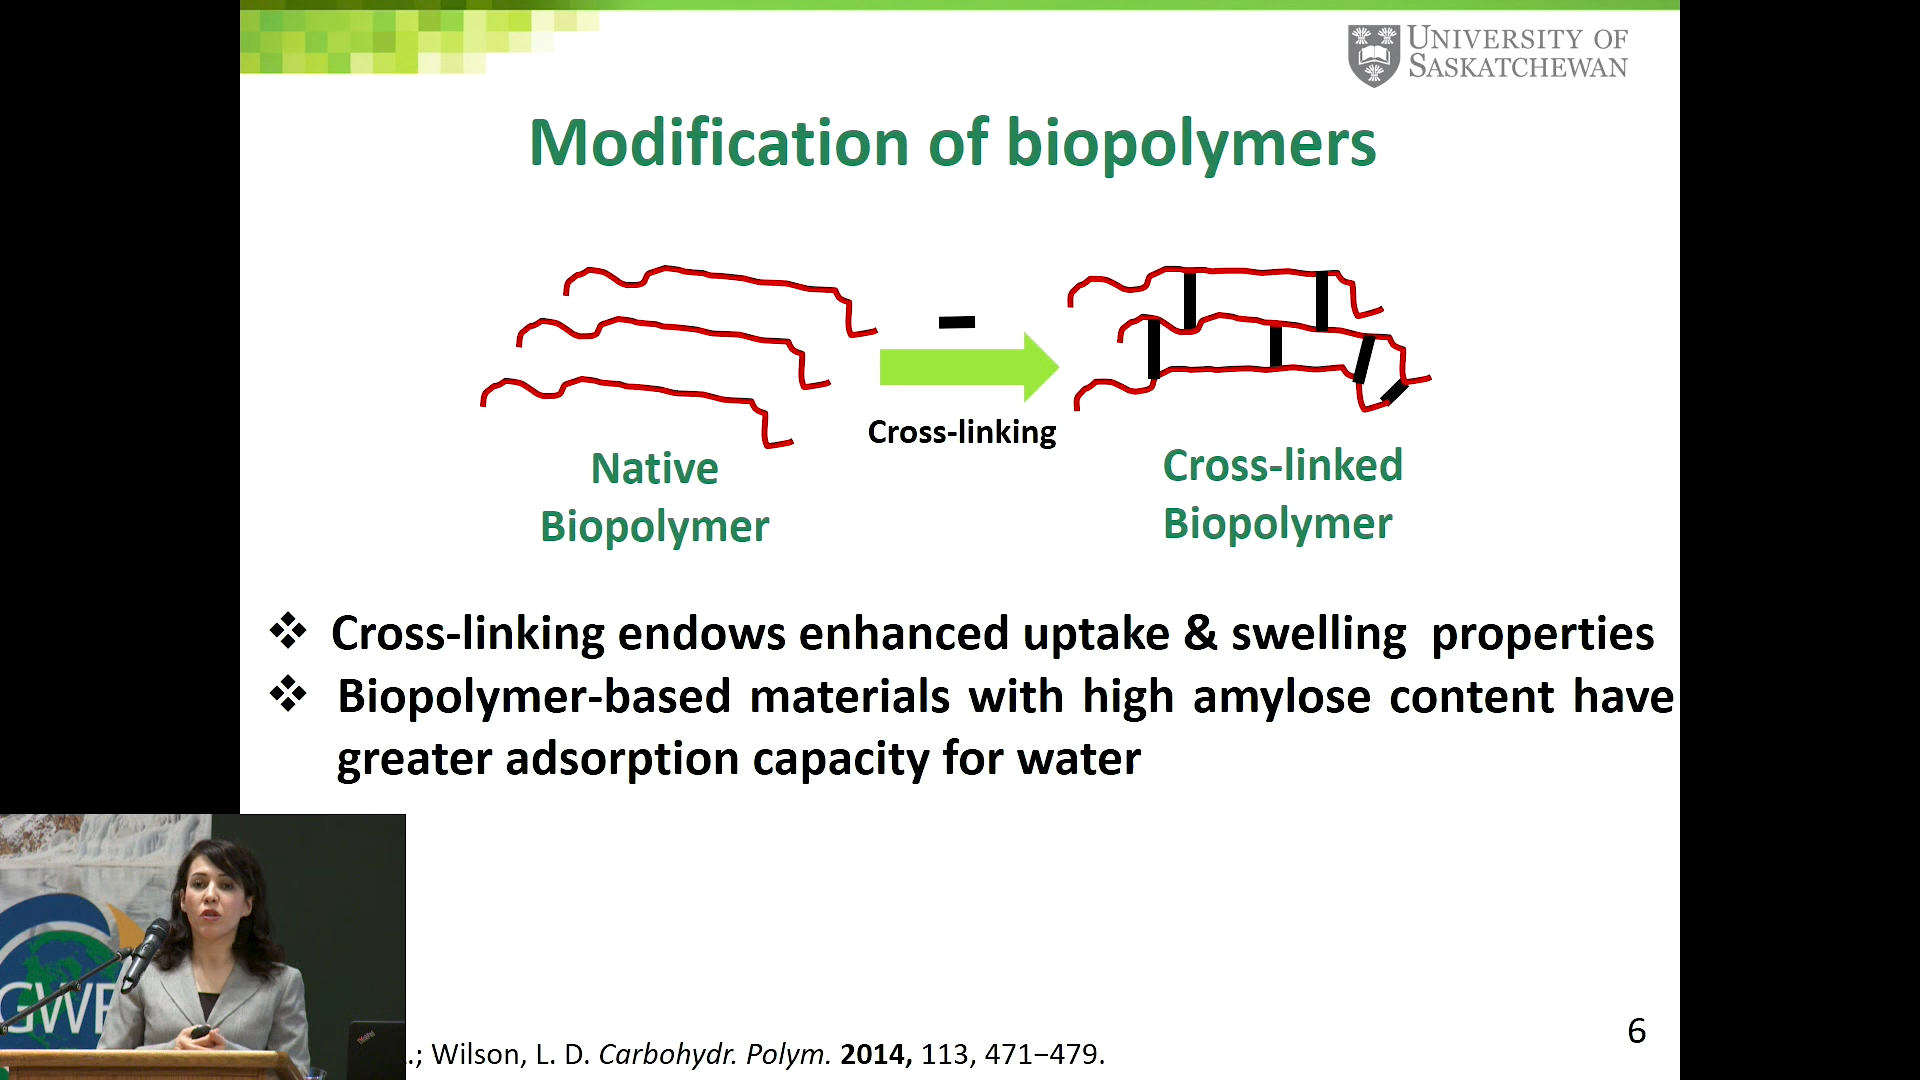 UNIVERSITY OF
SASKATCHEWAN
Modification of biopolymers
Cross-linking
Native
Biopolymer
Cross-linked
Biopolymer
❖ Cross-linking endows enhanced uptake & swelling properties
❖ Biopolymer-based materials with high amylose content have
greater adsorption capacity for water
GWF
6
.; Wilson, L. D. Carbohydr. Polym. 2014, 113, 471−479.